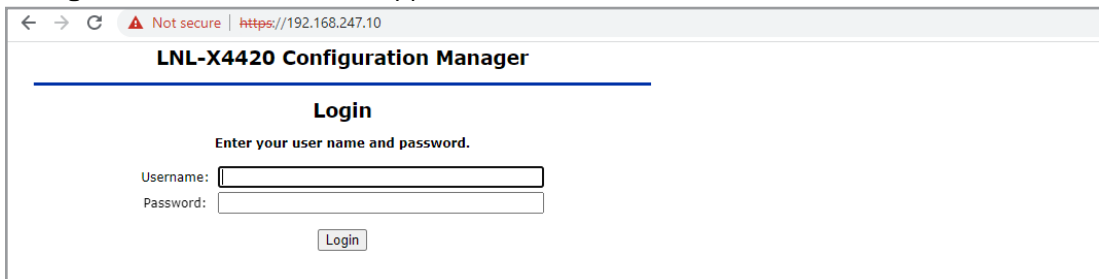 Not secure | https://192.168.247.10
LNL-X4420 Configuration Manager
Login
Enter your user name and password.
Username:
Password:
Login